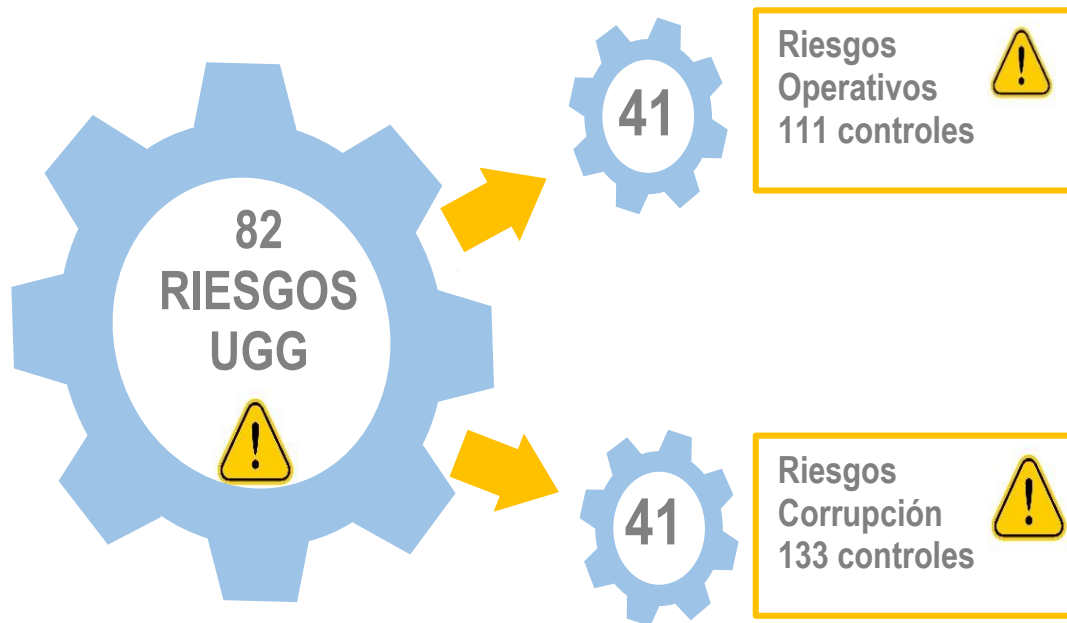 82
RIESGOS
UGG
41
Riesgos
Operativos
111 controles
41
Riesgos
Corrupción
133 controles